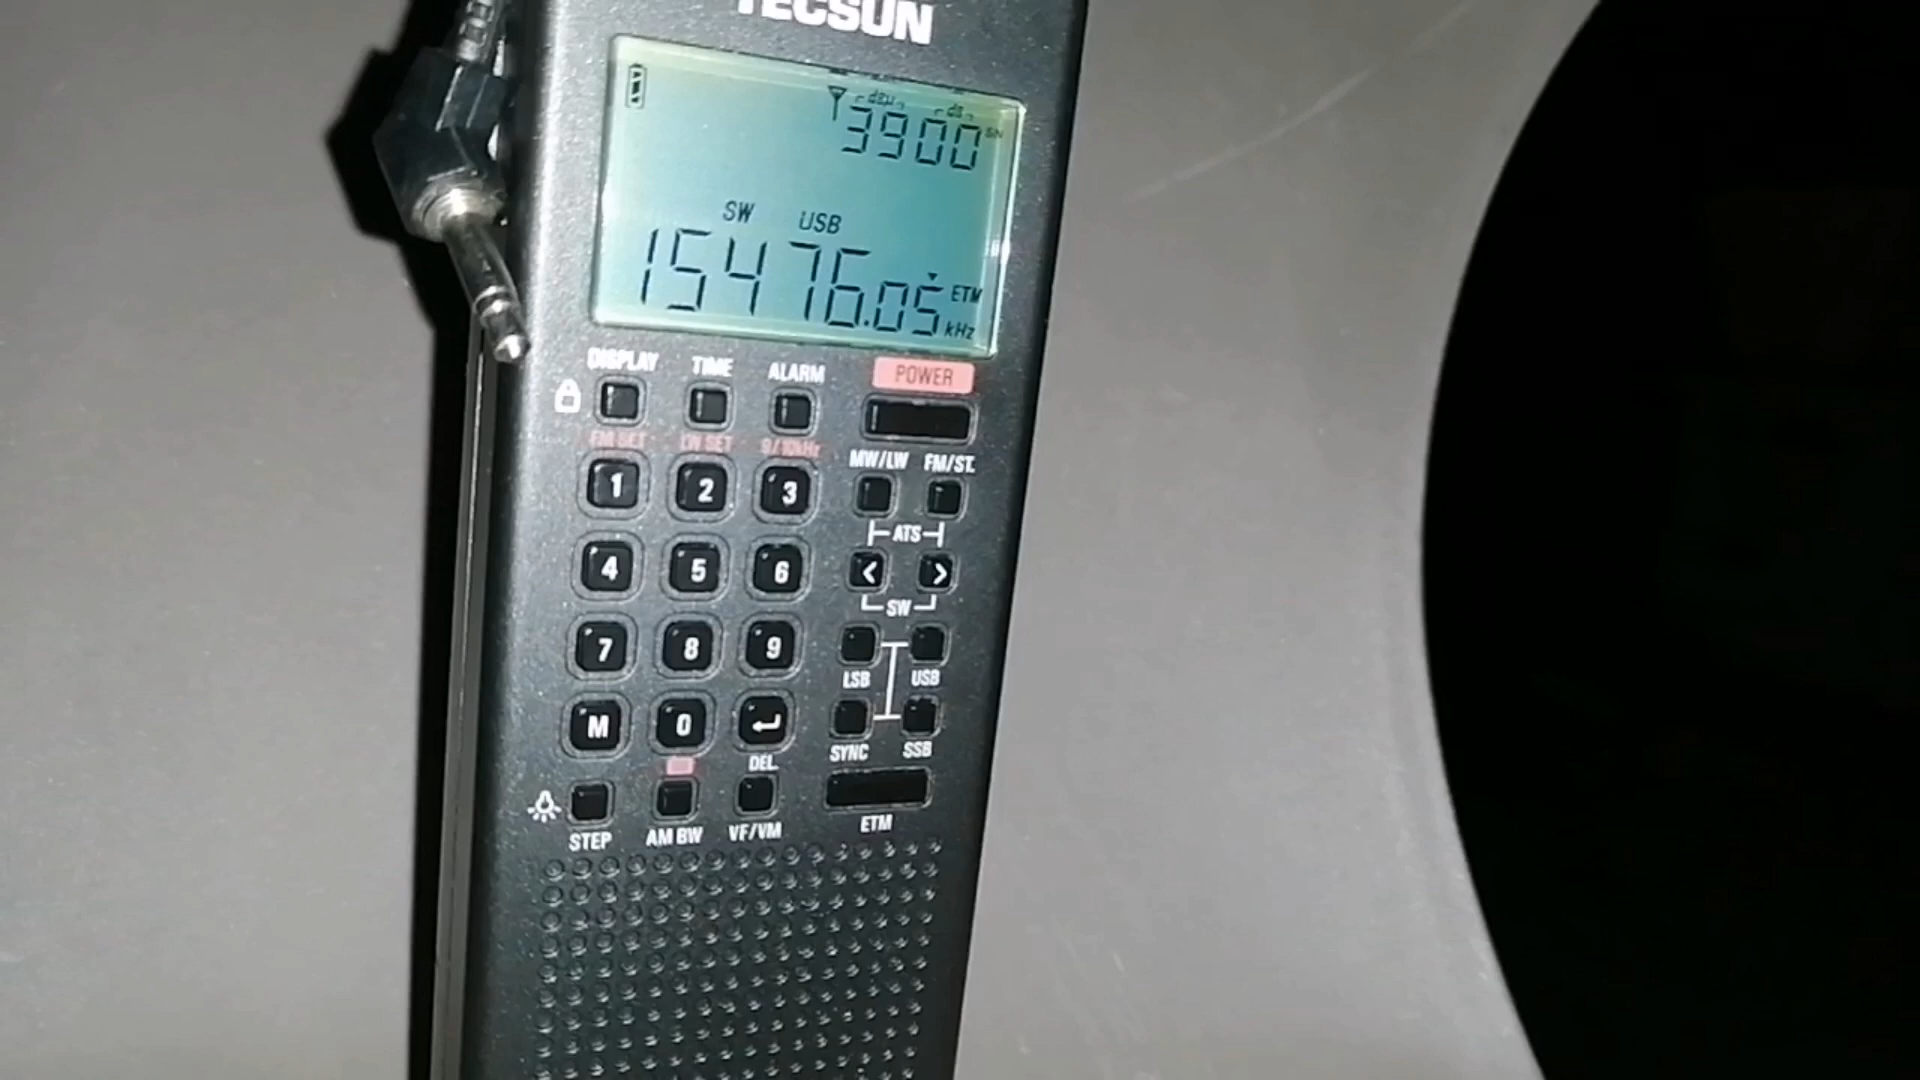 TECSUN
dBµ dB
3900
SW USB
15476.05 ETM
kHz
DISPLAY TIME ALARM POWER
FM SET LW SET 9/10kHz
1 2 3 MW/LW FM/ST.
ATS
4 5 6 < >
SW
7 8 9
LSB USB
M 0
SYNC SSB
DEL
STEP AM BW VF/VM ETM